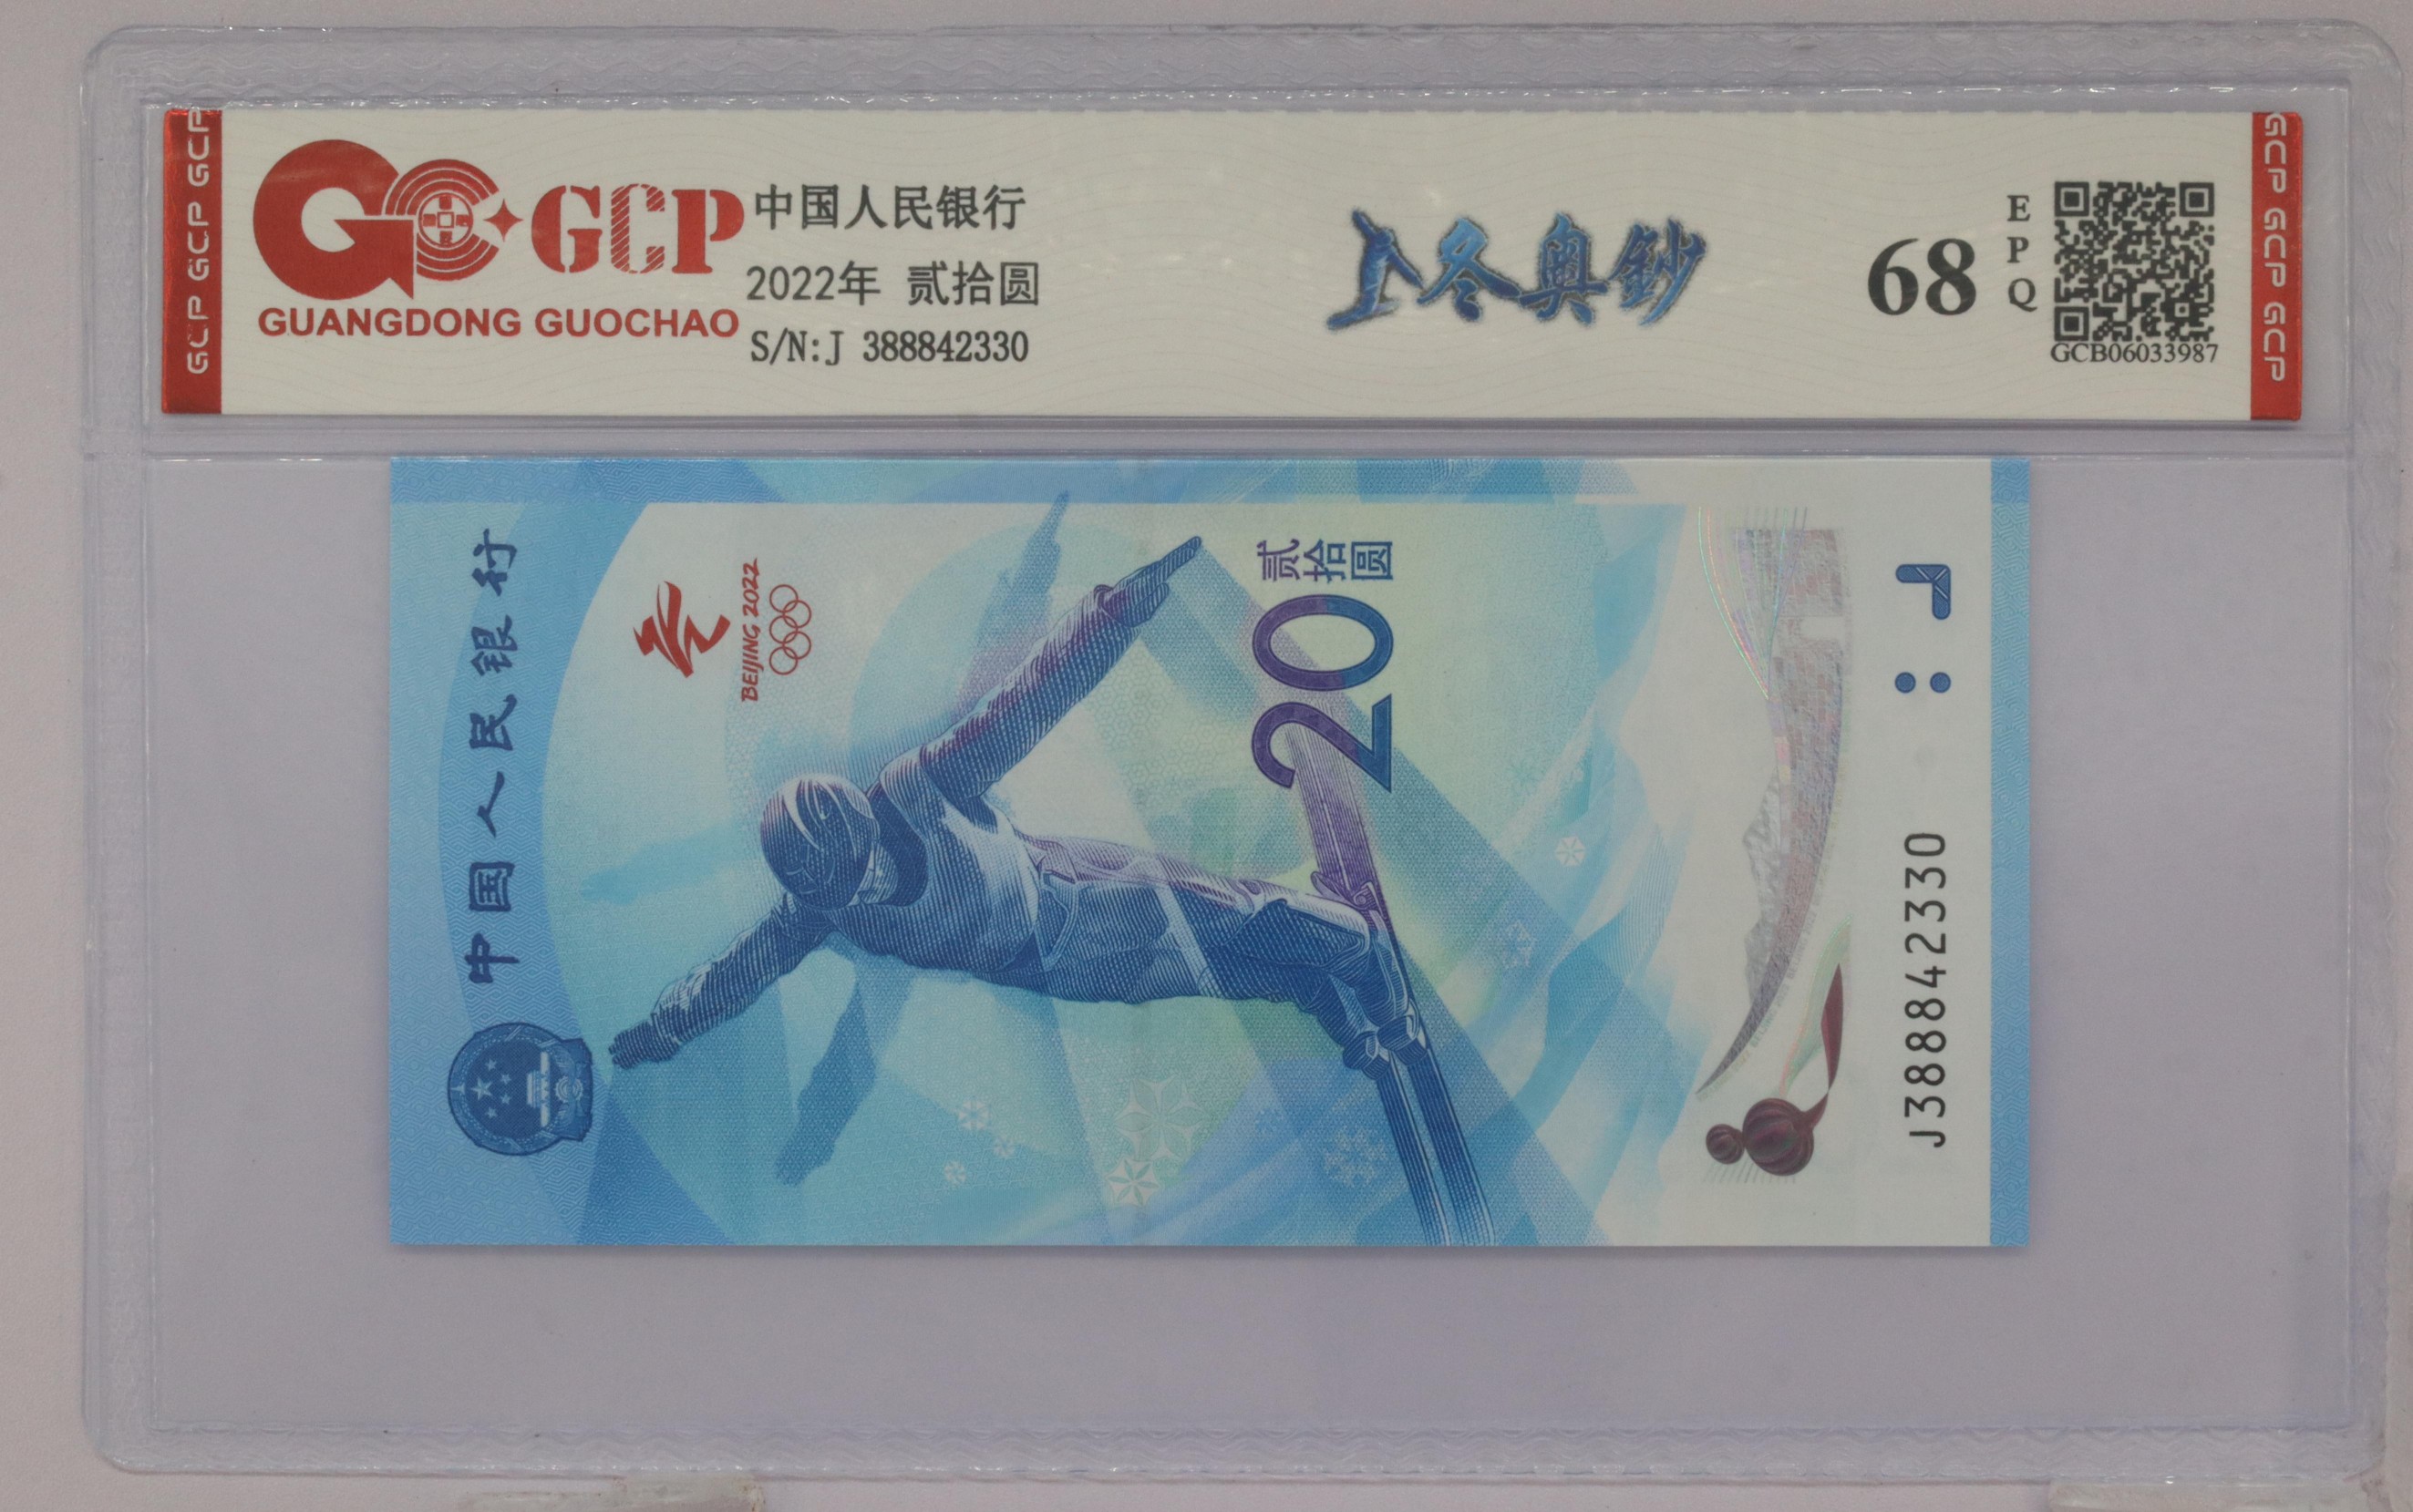 GCP GCP GCP
GCP
GUANGDONG GUOCHAO
中国人民银行
2022年 贰拾圆
S/N:J 388842330
冬奥鈔
68
EPQ
GCB06033987
GCP GCP GCP
中国人民银行
BEIJING 2022
贰拾圆
20
J388842330